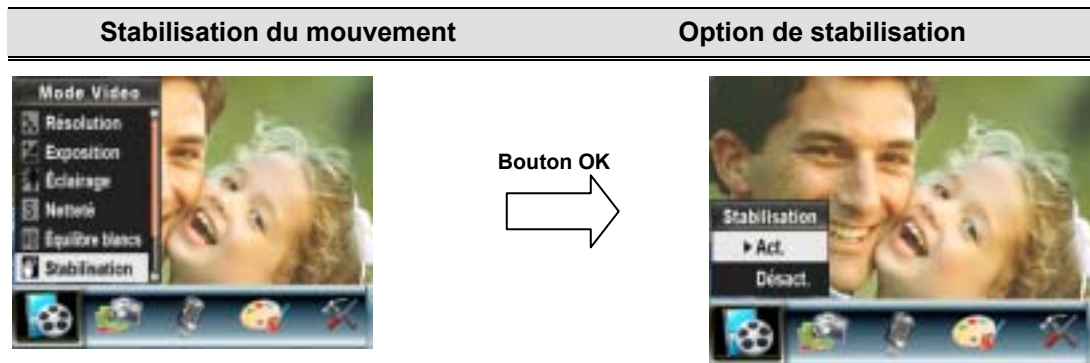 Stabilisation du mouvement
Option de stabilisation
Mode Video
Résolution
Exposition
Éclairage
Netteté
Équilibre blancs
Stabilisation
Bouton OK
Stabilisation
Act.
Désact.